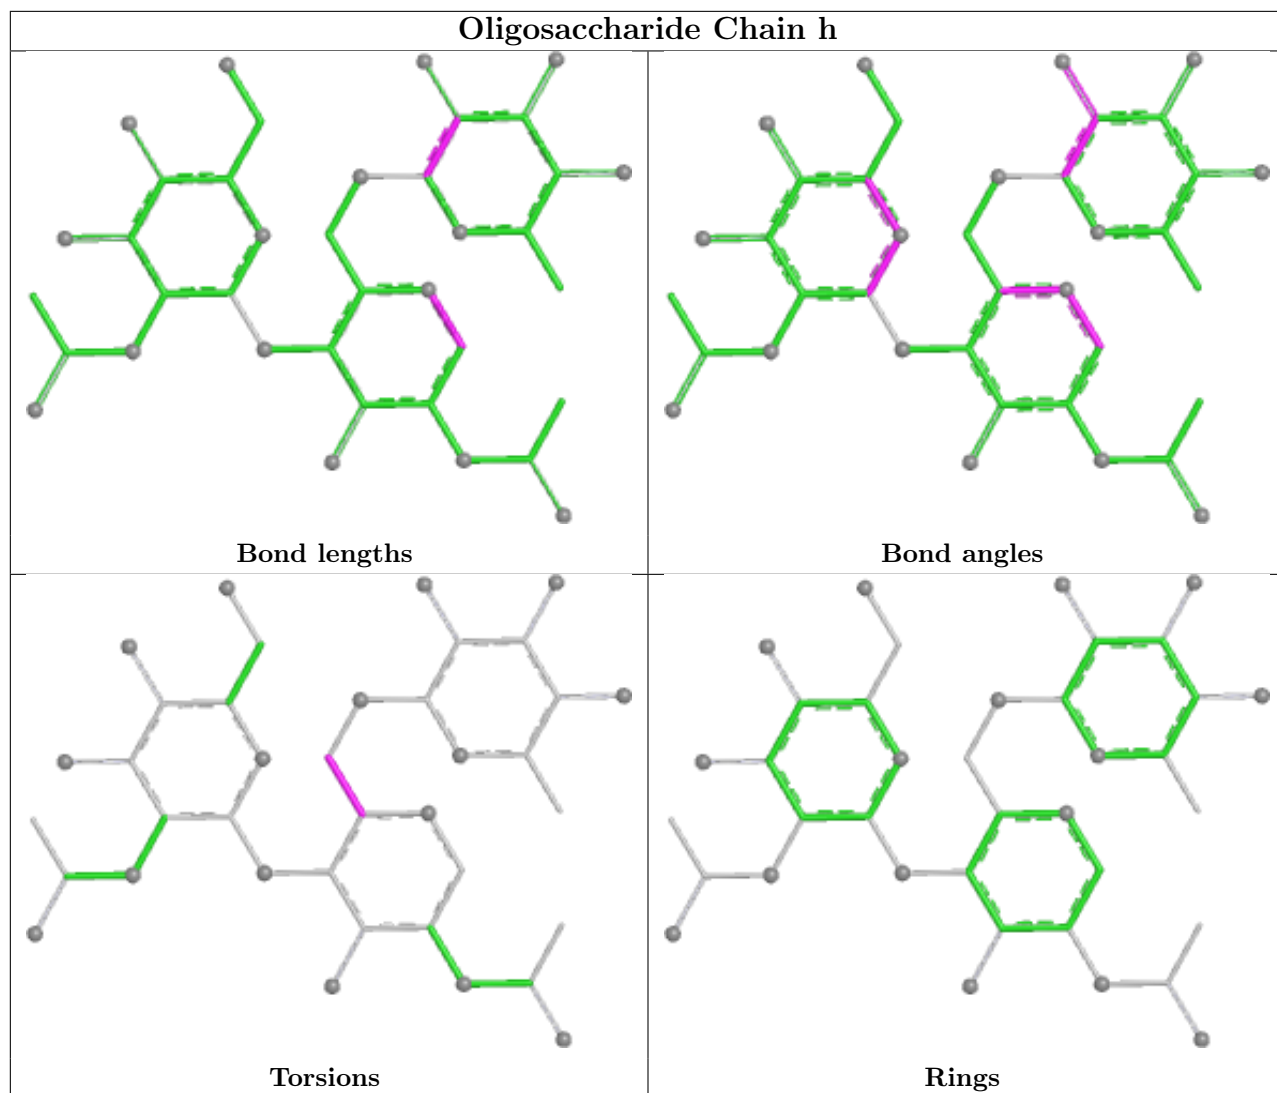 Oligosaccharide Chain h
Bond lengths
Bond angles
Torsions
Rings